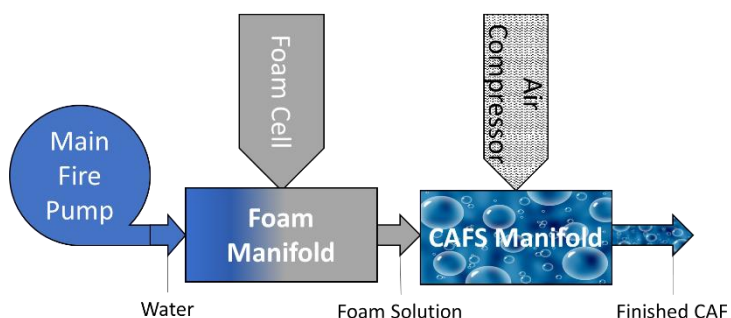 Main
Fire
Pump
Foam Cell
Air
Compressor
Foam
Manifold
CAFS Manifold
Water
Foam Solution
Finished CAF